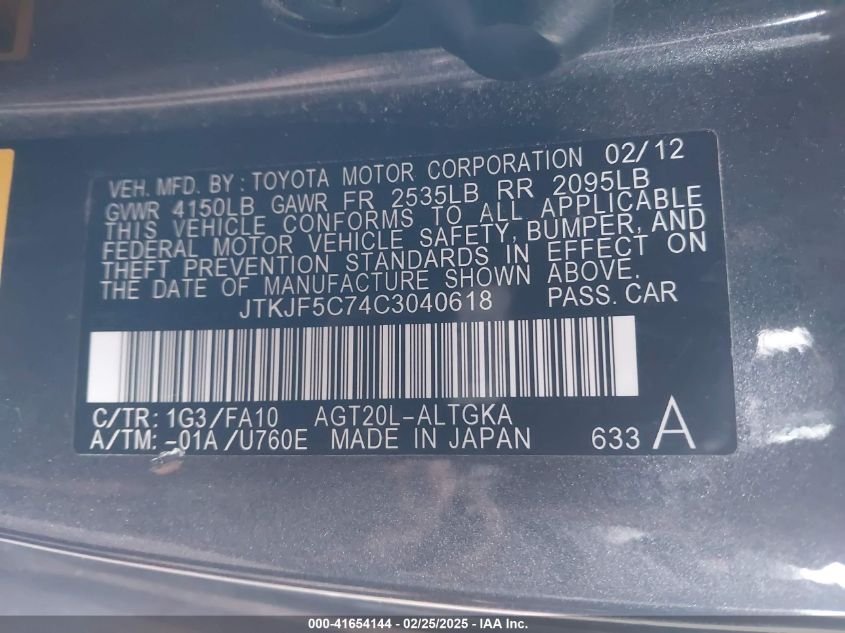 VEH. MFD. BY : TOYOTA MOTOR CORPORATION 02/12
GVWR 4150LB GAWR FR 2535LB RR 2095LB
THIS VEHICLE CONFORMS TO ALL APPLICABLE
FEDERAL MOTOR VEHICLE SAFETY, BUMPER, AND
THEFT PREVENTION STANDARDS IN EFFECT ON
THE DATE OF MANUFACTURE SHOWN ABOVE.
JTKJF5C74C3040618 PASS. CAR
C/TR: 1G3/FA10 AGT20L-ALTGKA
A/TM: -01A/U760E MADE IN JAPAN 633 A
000-41654144 - 02/25/2025 - IAA, Inc.